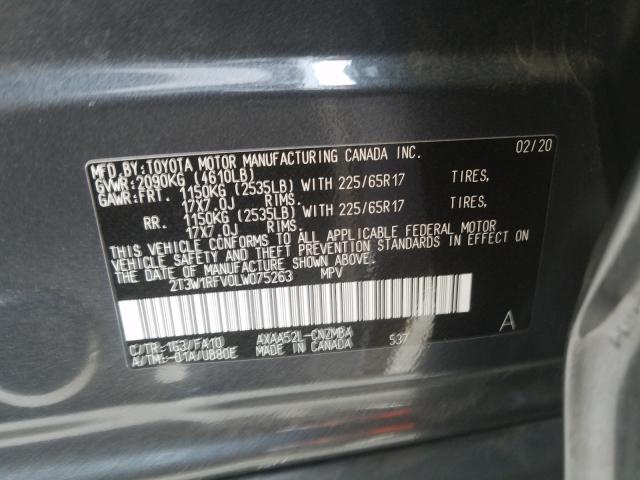 MFD.BY:TOYOTA MOTOR MANUFACTURING CANADA INC. 02/20
GVWR:2090KG (4610LB)
GAWR:FRT. 1150KG (2535LB) WITH 225/65R17 TIRES,
17X7.0J RIMS.
RR. 1150KG (2535LB) WITH 225/65R17 TIRES,
17X7.0J RIMS.
THIS VEHICLE CONFORMS TO ALL APPLICABLE FEDERAL MOTOR
VEHICLE SAFETY AND THEFT PREVENTION STANDARDS IN EFFECT ON
THE DATE OF MANUFACTURE SHOWN ABOVE.
2T3W1RFV0LW075263 MPV
A
C/TR: 1G3/FA10 AXAA52L-CNZMBA 537
A/TM:-01A/UB80E MADE IN CANADA